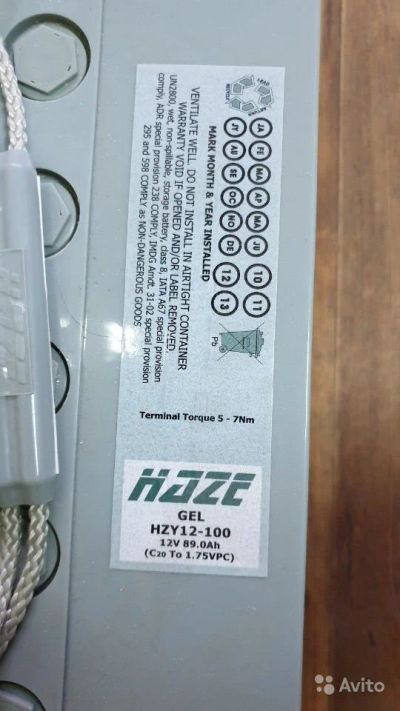 LEAD
RECYCLE
MARK MONTH & YEAR INSTALLED
JA FE MA AP MA JU 10 11
JY AU SE OC NO DE 12 13
Pb
VENTILATE WELL. DO NOT INSTALL IN AIRTIGHT CONTAINER
WARRANTY VOID IF OPENED AND/OR LABEL REMOVED.
UN2800, wet, non-spillable, storage battery, class 8, IATA A67 special provision
comply, ADR special provision 238 COMPLY, IMDG Amdt. 31-02 special provision
295 and 598 COMPLY as NON-DANGEROUS GOODS
Terminal Torque 5 - 7Nm
HAZE
GEL
HZY12-100
12V 89.0Ah
(C20 To 1.75VPC)
HAZE
Avito